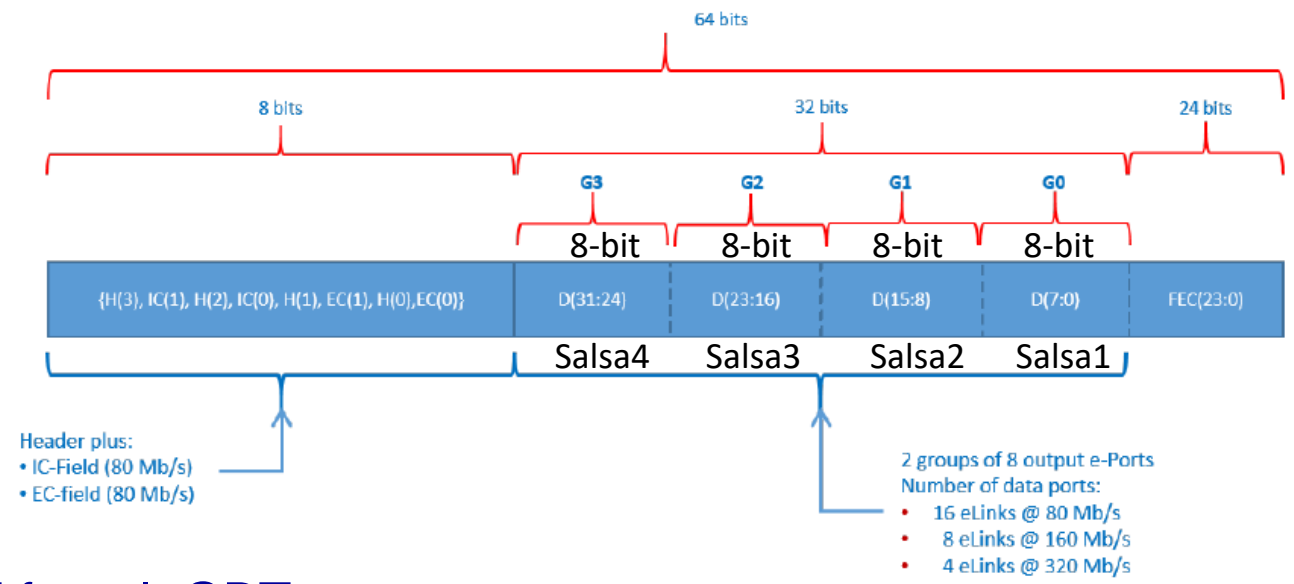 64 bits
8 bits
32 bits
24 bits
G3
G2
G1
G0
8-bit
8-bit
8-bit
8-bit
{H(3), IC(1), H(2), IC(0), H(1), EC(1), H(0),EC(0)}
D(31:24)
D(23:16)
D(15:8)
D(7:0)
FEC(23:0)
Salsa4
Salsa3
Salsa2
Salsa1
Header plus:
• IC-Field (80 Mb/s)
• EC-field (80 Mb/s)
2 groups of 8 output e-Ports
Number of data ports:
• 16 eLinks @ 80 Mb/s
• 8 eLinks @ 160 Mb/s
• 4 eLinks @ 320 Mb/s